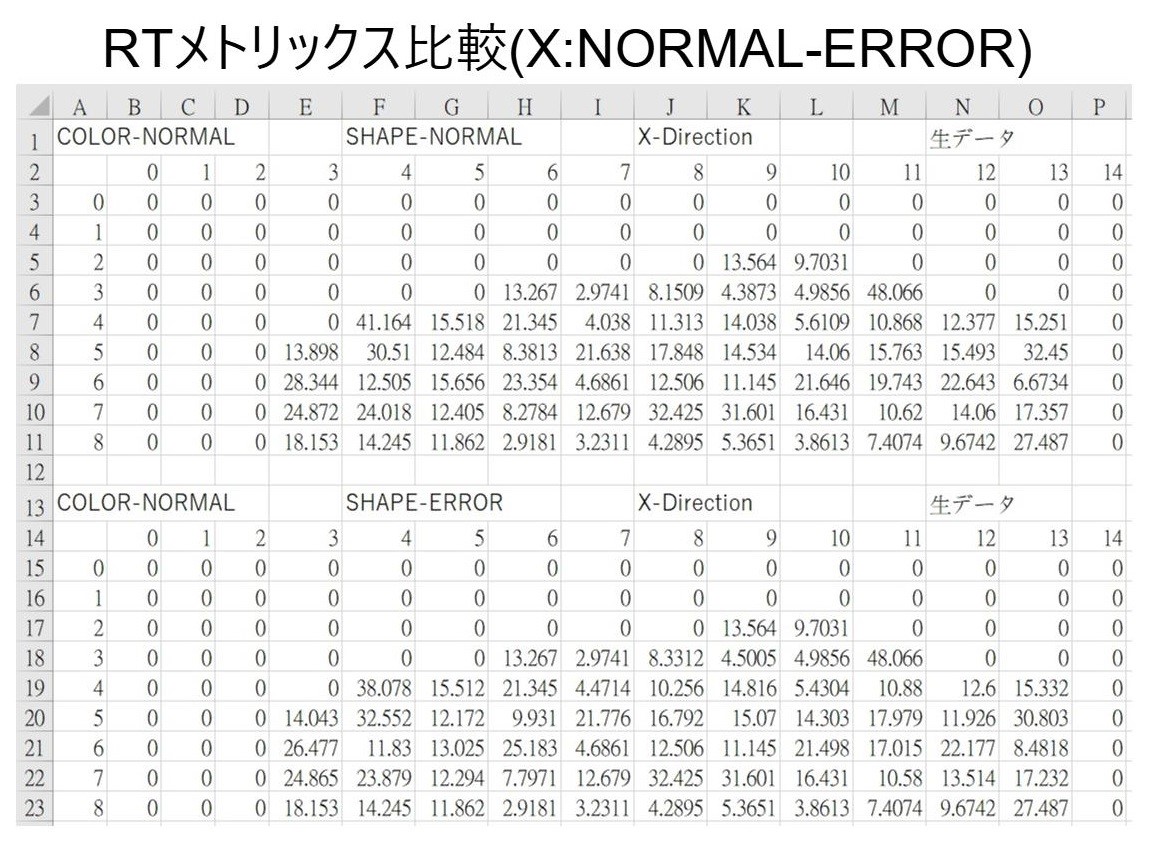 RTメトリックス比較(X:NORMAL-ERROR)
A B C D E F G H I J K L M N O P
1 COLOR-NORMAL SHAPE-NORMAL X-Direction 生データ
2 0 1 2 3 4 5 6 7 8 9 10 11 12 13 14
3 0 0 0 0 0 0 0 0 0 0 0 0 0 0 0 0
4 1 0 0 0 0 0 0 0 0 0 0 0 0 0 0 0
5 2 0 0 0 0 0 0 0 0 0 13.564 9.7031 0 0 0 0
6 3 0 0 0 0 0 0 13.267 2.9741 8.1509 4.3873 4.9856 48.066 0 0 0
7 4 0 0 0 0 41.164 15.518 21.345 4.038 11.313 14.038 5.6109 10.868 12.377 15.251 0
8 5 0 0 0 13.898 30.51 12.484 8.3813 21.638 17.848 14.534 14.06 15.763 15.493 32.45 0
9 6 0 0 0 28.344 12.505 15.656 23.354 4.6861 12.506 11.145 21.646 19.743 22.643 6.6734 0
10 7 0 0 0 24.872 24.018 12.405 8.2784 12.679 32.425 31.601 16.431 10.62 14.06 17.357 0
11 8 0 0 0 18.153 14.245 11.862 2.9181 3.2311 4.2895 5.3651 3.8613 7.4074 9.6742 27.487 0
12
13 COLOR-NORMAL SHAPE-ERROR X-Direction 生データ
14 0 1 2 3 4 5 6 7 8 9 10 11 12 13 14
15 0 0 0 0 0 0 0 0 0 0 0 0 0 0 0 0
16 1 0 0 0 0 0 0 0 0 0 0 0 0 0 0 0
17 2 0 0 0 0 0 0 0 0 0 13.564 9.7031 0 0 0 0
18 3 0 0 0 0 0 0 13.267 2.9741 8.3312 4.5005 4.9856 48.066 0 0 0
19 4 0 0 0 0 38.078 15.512 21.345 4.4714 10.256 14.816 5.4304 10.88 12.6 15.332 0
20 5 0 0 0 14.043 32.552 12.172 9.931 21.776 16.792 15.07 14.303 17.979 11.926 30.803 0
21 6 0 0 0 26.477 11.83 13.025 25.183 4.6861 12.506 11.145 21.498 17.015 22.177 8.4818 0
22 7 0 0 0 24.865 23.879 12.294 7.7971 12.679 32.425 31.601 16.431 10.58 13.514 17.232 0
23 8 0 0 0 18.153 14.245 11.862 2.9181 3.2311 4.2895 5.3651 3.8613 7.4074 9.6742 27.487 0